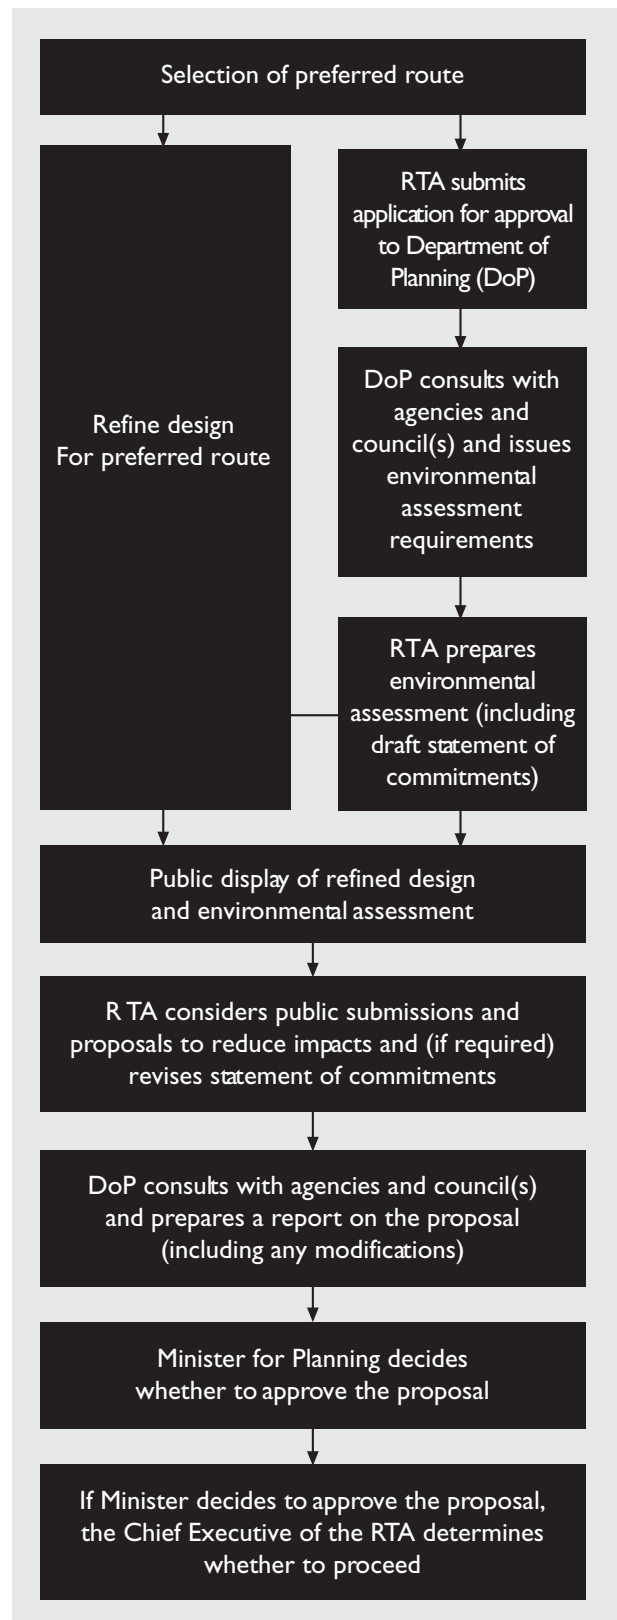 Selection of preferred route
Refine design
For preferred route
RTA submits
application for approval
to Department of
Planning (DoP)
DoP consults with
agencies and
council(s) and issues
environmental
assessment
requirements
RTA prepares
environmental
assessment (including
draft statement of
commitments)
Public display of refined design
and environmental assessment
RTA considers public submissions and
proposals to reduce impacts and (if required)
revises statement of commitments
DoP consults with agencies and council(s)
and prepares a report on the proposal
(including any modifications)
Minister for Planning decides
whether to approve the proposal
If Minister decides to approve the proposal,
the Chief Executive of the RTA determines
whether to proceed